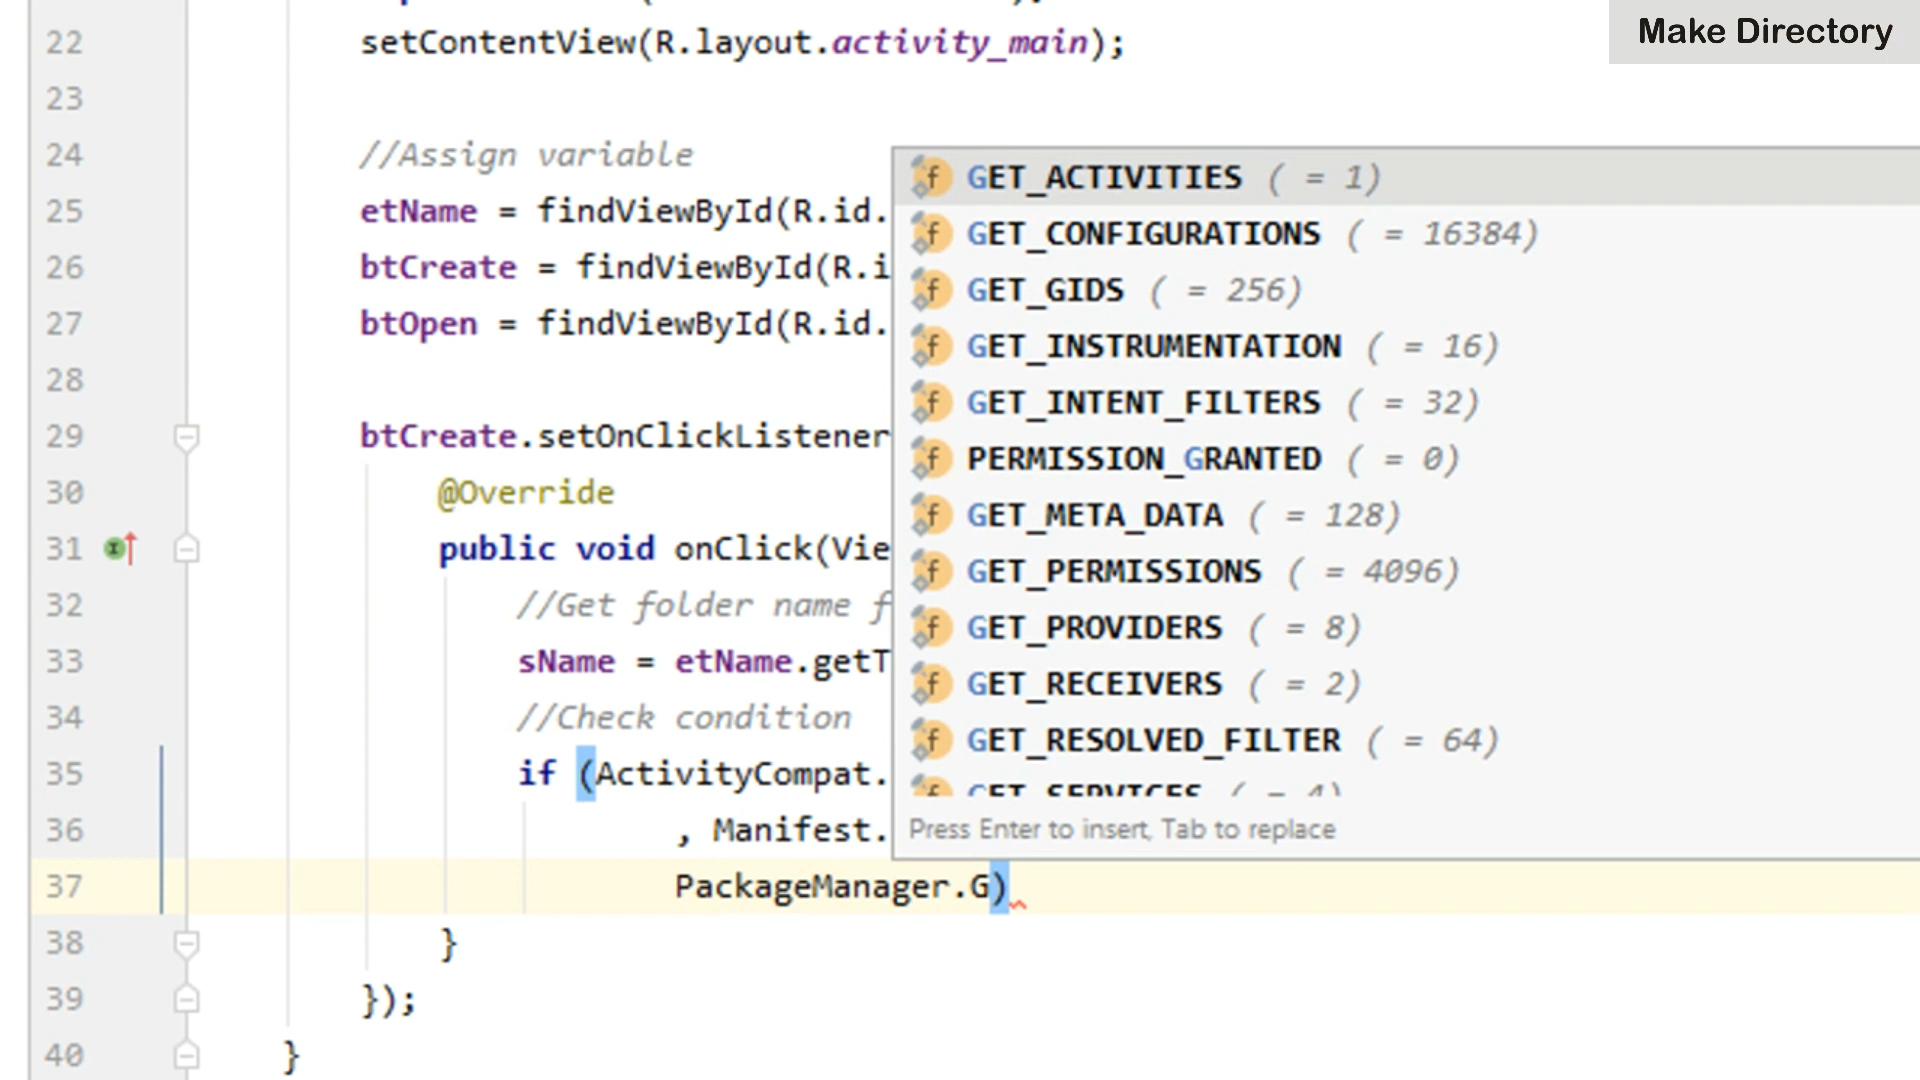 Make Directory
22 setContentView(R.layout.activity_main);
23
24 //Assign variable
25 etName = findViewById(R.id.
26 btCreate = findViewById(R.i
27 btOpen = findViewById(R.id.
28
29 btCreate.setOnClickListener
30 @Override
31 public void onClick(Vie
32 //Get folder name f
33 sName = etName.getT
34 //Check condition
35 if (ActivityCompat.
36 , Manifest.
37 PackageManager.G)
38 }
39 });
40 }
GET_ACTIVITIES ( = 1)
GET_CONFIGURATIONS ( = 16384)
GET_GIDS ( = 256)
GET_INSTRUMENTATION ( = 16)
GET_INTENT_FILTERS ( = 32)
PERMISSION_GRANTED ( = 0)
GET_META_DATA ( = 128)
GET_PERMISSIONS ( = 4096)
GET_PROVIDERS ( = 8)
GET_RECEIVERS ( = 2)
GET_RESOLVED_FILTER ( = 64)
GET_SERVICES ( = 4)
Press Enter to insert, Tab to replace